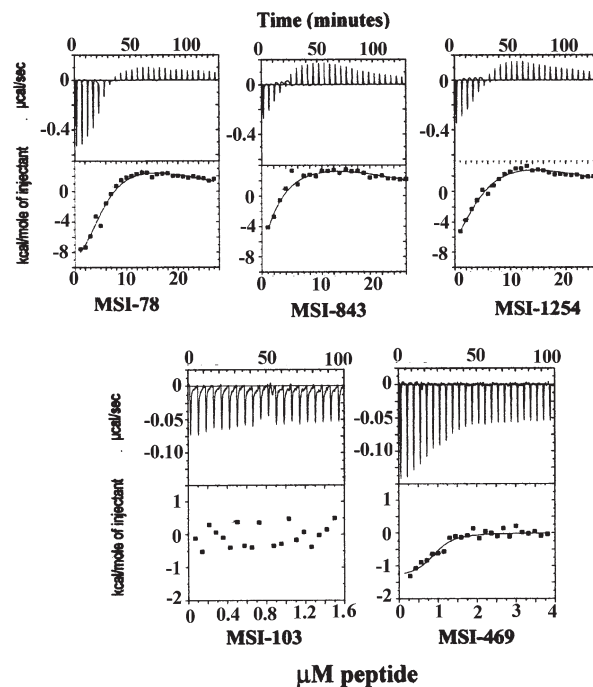 Time (minutes)
0 50 100
0 50 100
0 50 100
µcal/sec
0
-0.4
0
-0.4
0
-0.4
kcal/mole of injectant
0
-4
-8
0
-4
-8
0
-4
-8
0 10 20
0 10 20
0 10 20
MSI-78
MSI-843
MSI-1254
0 50 100
0 50 100
µcal/sec
0
-0.05
-0.10
0
-0.05
-0.10
kcal/mole of injectant
1
0
-1
-2
1
0
-1
-2
0 0.4 0.8 1.2 1.6
0 1 2 3 4
MSI-103
MSI-469
µM peptide